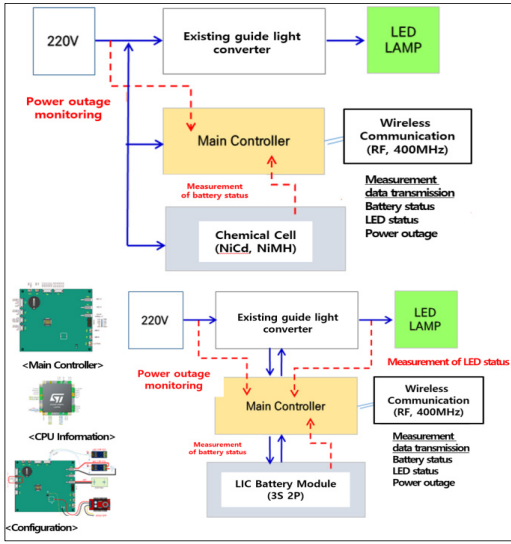 220V
Existing guide light
converter
LED
LAMP
Power outage
monitoring
Main Controller
Wireless
Communication
(RF, 400MHz)
Measurement
of battery status
Measurement
data transmission
Battery status
LED status
Power outage
Chemical Cell
(NiCd, NiMH)
<Main Controller>
<CPU Information>
<Configuration>
220V
Existing guide light
converter
LED
LAMP
Power outage
monitoring
Measurement of LED status
Main Controller
Wireless
Communication
(RF, 400MHz)
Measurement
of battery status
Measurement
data transmission
Battery status
LED status
Power outage
LIC Battery Module
(3S 2P)